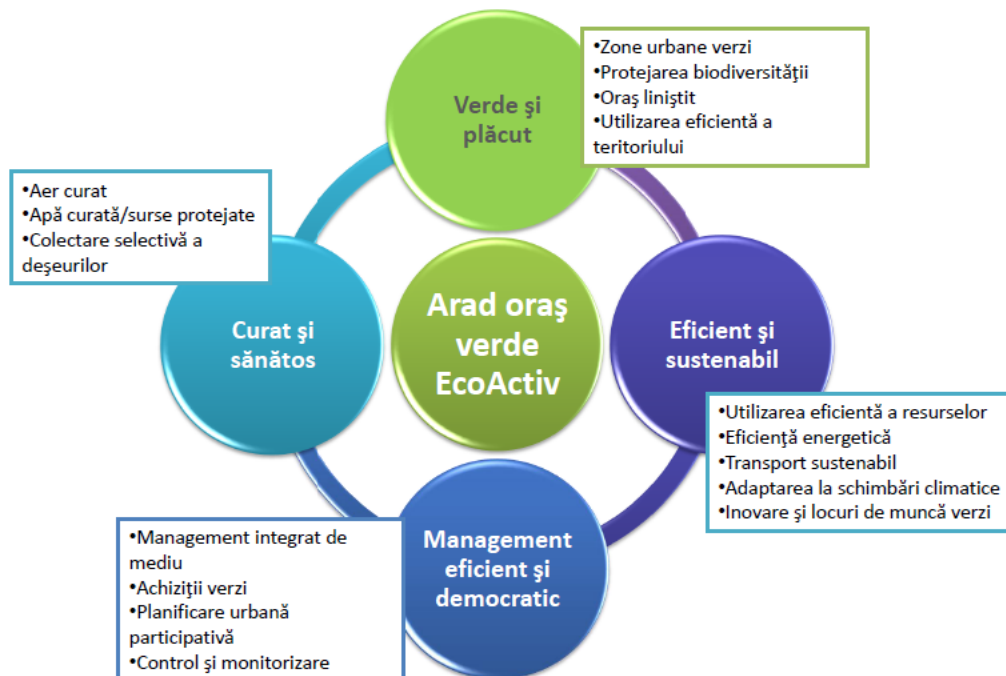 •Zone urbane verzi
•Protejarea biodiversităţii
•Oraş liniştit
•Utilizarea eficientă a
teritoriului
Verde şi
plăcut
•Aer curat
•Apă curată/surse protejate
•Colectare selectivă a
deşeurilor
Curat şi
sănătos
Arad oraş
verde
EcoActiv
Eficient şi
sustenabil
•Utilizarea eficientă a resurselor
•Eficienţă energetică
•Transport sustenabil
•Adaptarea la schimbări climatice
•Inovare şi locuri de muncă verzi
Management
eficient şi
democratic
•Management integrat de
mediu
•Achiziții verzi
•Planificare urbană
participativă
•Control şi monitorizare